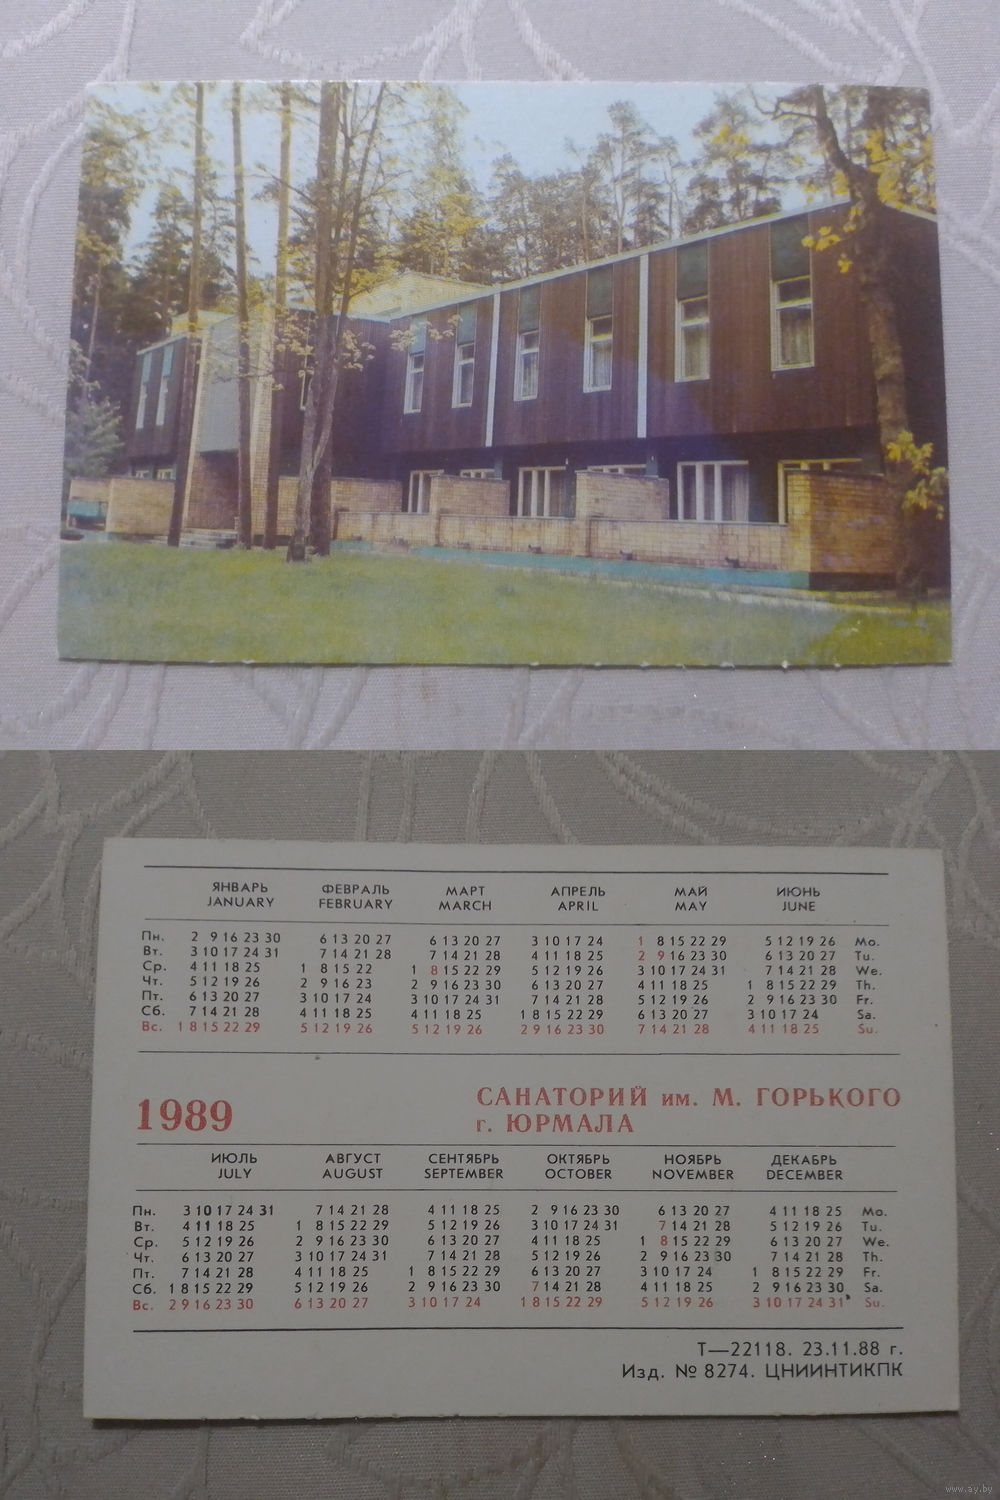 ЯНВАРЬ ФЕВРАЛЬ МАРТ АПРЕЛЬ МАЙ ИЮНЬ
JANUARY FEBRUARY MARCH APRIL MAY JUNE
Пн. 2 9 16 23 30 6 13 20 27 6 13 20 27 3 10 17 24 1 8 15 22 29 5 12 19 26 Mo.
Вт. 3 10 17 24 31 7 14 21 28 7 14 21 28 4 11 18 25 2 9 16 23 30 6 13 20 27 Tu.
Ср. 4 11 18 25 1 8 15 22 1 8 15 22 29 5 12 19 26 3 10 17 24 31 7 14 21 28 We.
Чт. 5 12 19 26 2 9 16 23 2 9 16 23 30 6 13 20 27 4 11 18 25 1 8 15 22 29 Th.
Пт. 6 13 20 27 3 10 17 24 3 10 17 24 31 7 14 21 28 5 12 19 26 2 9 16 23 30 Fr.
Сб. 7 14 21 28 4 11 18 25 4 11 18 25 1 8 15 22 29 6 13 20 27 3 10 17 24 Sa.
Вс. 1 8 15 22 29 5 12 19 26 5 12 19 26 2 9 16 23 30 7 14 21 28 4 11 18 25 Su.
1989
САНАТОРИЙ им. М. ГОРЬКОГО
г. ЮРМАЛА
ИЮЛЬ АВГУСТ СЕНТЯБРЬ ОКТЯБРЬ НОЯБРЬ ДЕКАБРЬ
JULY AUGUST SEPTEMBER OCTOBER NOVEMBER DECEMBER
Пн. 3 10 17 24 31 7 14 21 28 4 11 18 25 2 9 16 23 30 6 13 20 27 4 11 18 25 Mo.
Вт. 4 11 18 25 1 8 15 22 29 5 12 19 26 3 10 17 24 31 7 14 21 28 5 12 19 26 Tu.
Ср. 5 12 19 26 2 9 16 23 30 6 13 20 27 4 11 18 25 1 8 15 22 29 6 13 20 27 We.
Чт. 6 13 20 27 3 10 17 24 31 7 14 21 28 5 12 19 26 2 9 16 23 30 7 14 21 28 Th.
Пт. 7 14 21 28 4 11 18 25 1 8 15 22 29 6 13 20 27 3 10 17 24 1 8 15 22 29 Fr.
Сб. 1 8 15 22 29 5 12 19 26 2 9 16 23 30 7 14 21 28 4 11 18 25 2 9 16 23 30 Sa.
Вс. 2 9 16 23 30 6 13 20 27 3 10 17 24 1 8 15 22 29 5 12 19 26 3 10 17 24 31 Su.
Т—22118. 23.11.88 г.
Изд. № 8274. ЦНИИНТИКПК
www.ay.by